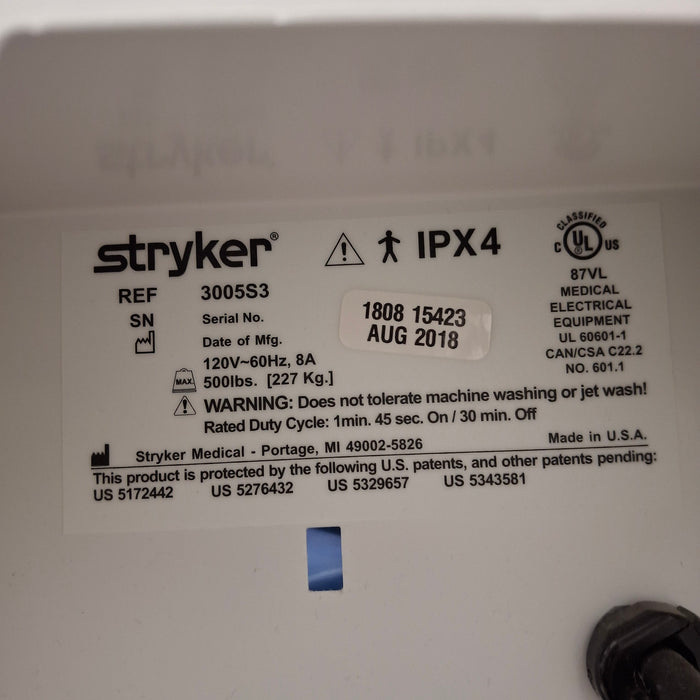 stryker® IPX4
CLASSIFIED
C UL US
REF 3005S3
SN Serial No. 1808 15423
Date of Mfg. AUG 2018
87VL
MEDICAL
ELECTRICAL
EQUIPMENT
UL 60601-1
CAN/CSA C22.2
NO. 601.1
120V~60Hz, 8A
MAX. 500lbs. [227 Kg.]
WARNING: Does not tolerate machine washing or jet wash!
Rated Duty Cycle: 1min. 45 sec. On / 30 min. Off
Stryker Medical - Portage, MI 49002-5826 Made in U.S.A.
This product is protected by the following U.S. patents, and other patents pending:
US 5172442 US 5276432 US 5329657 US 5343581